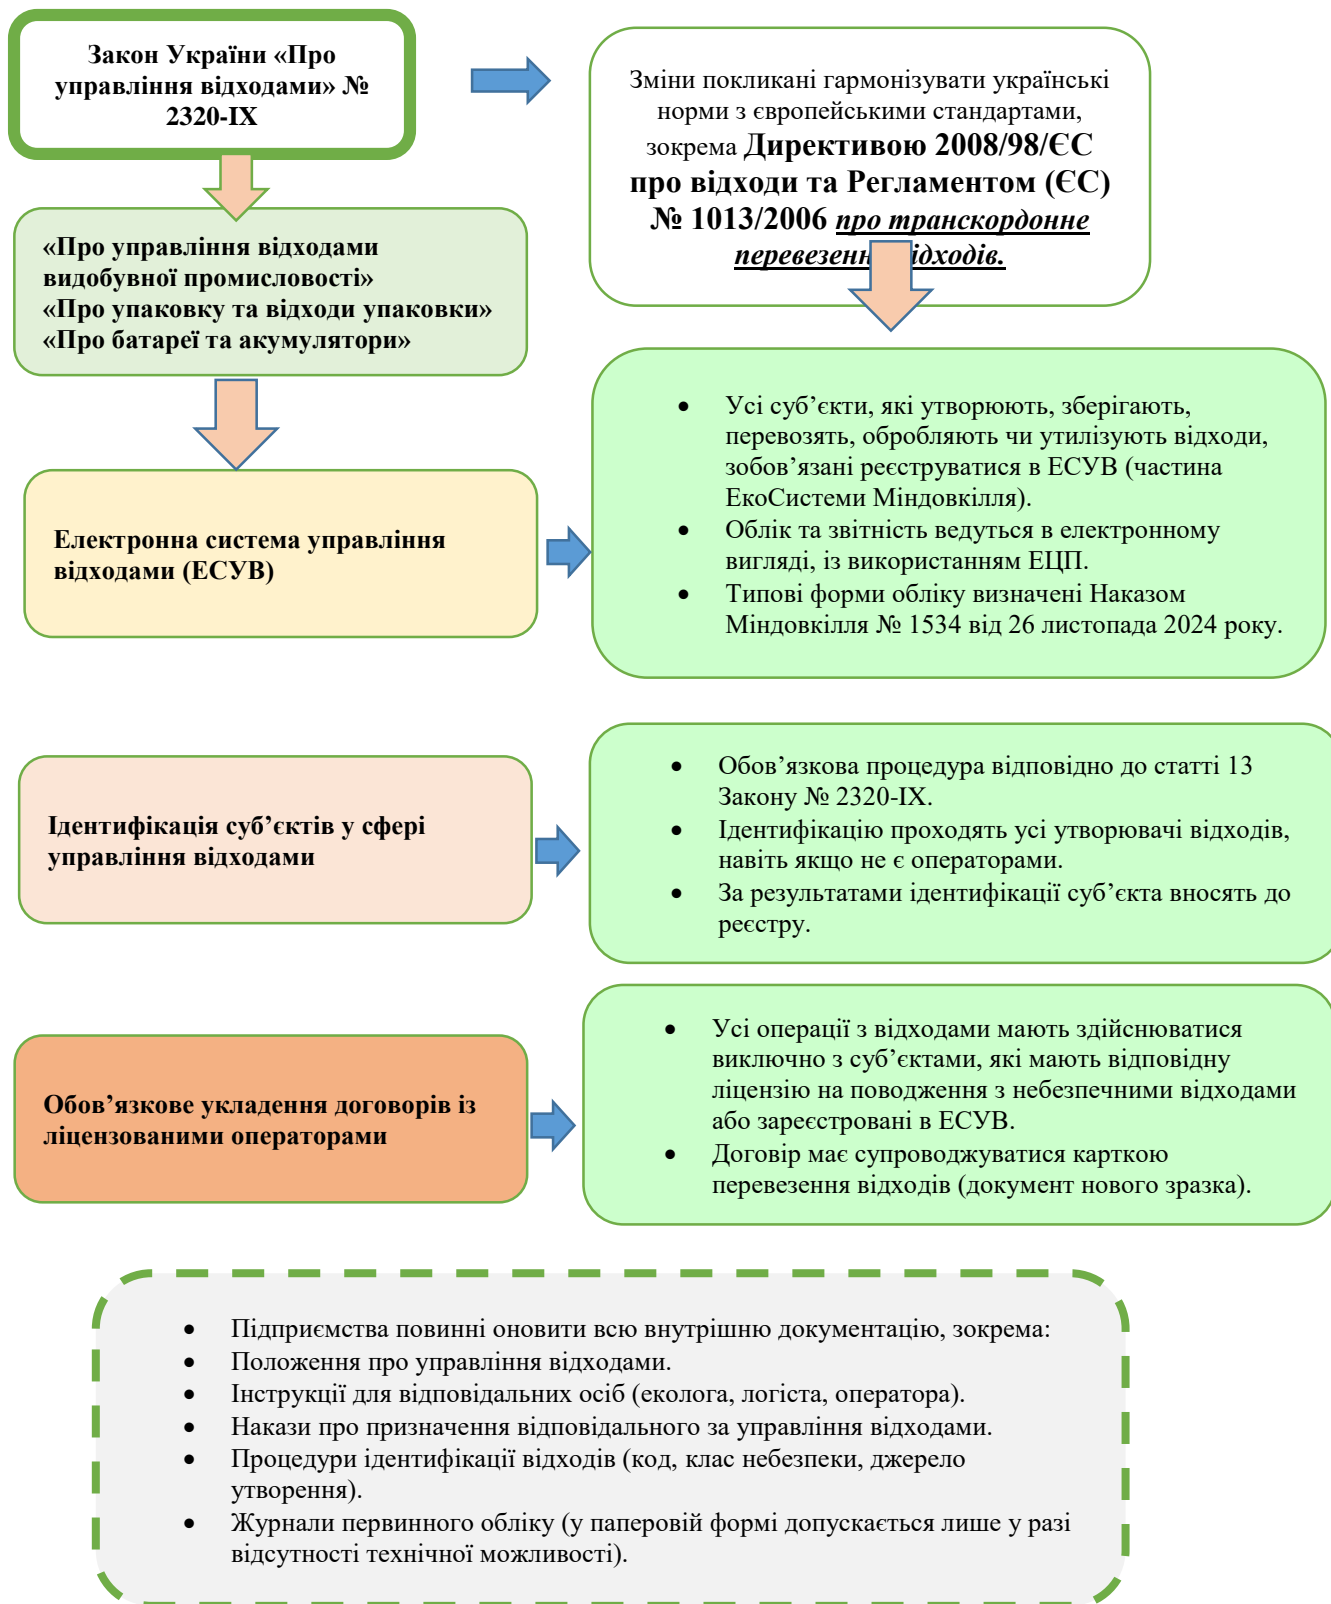 Закон України «Про
управління відходами» №
2320-IX
Зміни покликані гармонізувати українські
норми з європейськими стандартами,
зокрема Директивою 2008/98/ЄС
про відходи та Регламентом (ЄС)
№ 1013/2006 про транскордонне
перевезення відходів.
«Про управління відходами
видобувної промисловості»
«Про упаковку та відходи упаковки»
«Про батареї та акумулятори»
Електронна система управління
відходами (ЕСУВ)
• Усі суб’єкти, які утворюють, зберігають,
перевозять, обробляють чи утилізують відходи,
зобов’язані реєструватися в ЕСУВ (частина
ЕкоСистеми Міндовкілля).
• Облік та звітність ведуться в електронному
вигляді, із використанням ЕЦП.
• Типові форми обліку визначені Наказом
Міндовкілля № 1534 від 26 листопада 2024 року.
Ідентифікація суб’єктів у сфері
управління відходами
• Обов’язкова процедура відповідно до статті 13
Закону № 2320-IX.
• Ідентифікацію проходять усі утворювачі відходів,
навіть якщо не є операторами.
• За результатами ідентифікації суб’єкта вносять до
реєстру.
Обов’язкове укладення договорів із
ліцензованими операторами
• Усі операції з відходами мають здійснюватися
виключно з суб’єктами, які мають відповідну
ліцензію на поводження з небезпечними відходами
або зареєстровані в ЕСУВ.
• Договір має супроводжуватися карткою
перевезення відходів (документ нового зразка).
• Підприємства повинні оновити всю внутрішню документацію, зокрема:
• Положення про управління відходами.
• Інструкції для відповідальних осіб (еколога, логіста, оператора).
• Накази про призначення відповідального за управління відходами.
• Процедури ідентифікації відходів (код, клас небезпеки, джерело
утворення).
• Журнали первинного обліку (у паперовій формі допускається лише у разі
відсутності технічної можливості).